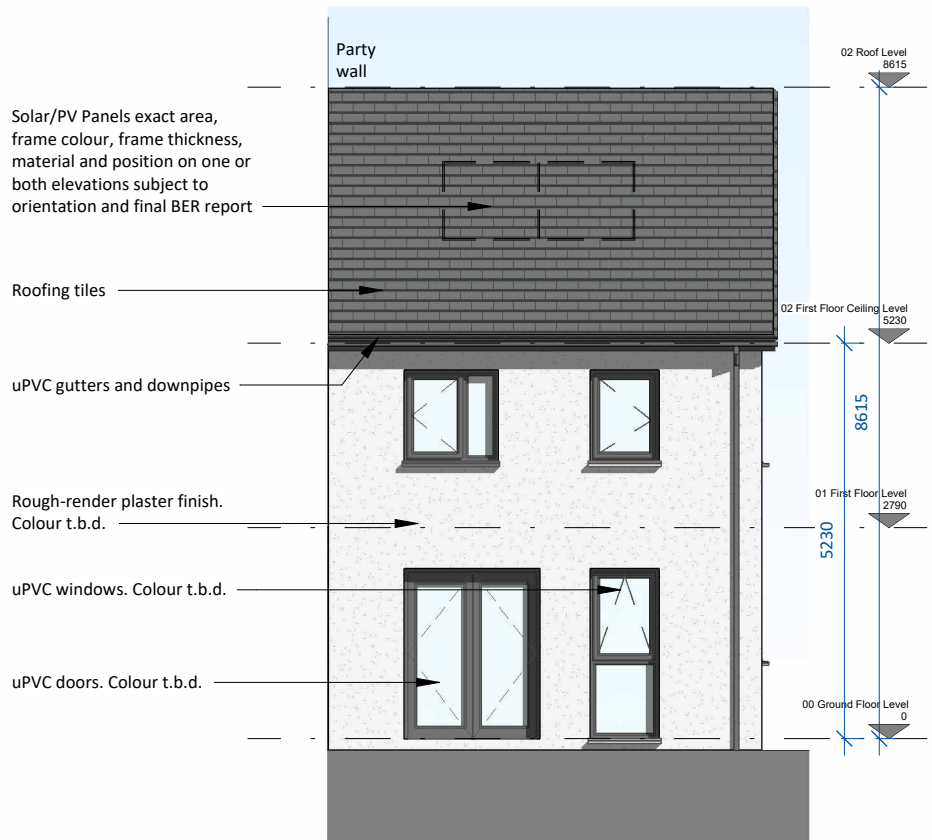 Party
wall
02 Roof Level
8615
Solar/PV Panels exact area,
frame colour, frame thickness,
material and position on one or
both elevations subject to
orientation and final BER report
Roofing tiles
02 First Floor Ceiling Level
5230
uPVC gutters and downpipes
8615
Rough-render plaster finish.
Colour t.b.d.
01 First Floor Level
2790
5230
uPVC windows. Colour t.b.d.
uPVC doors. Colour t.b.d.
00 Ground Floor Level
0